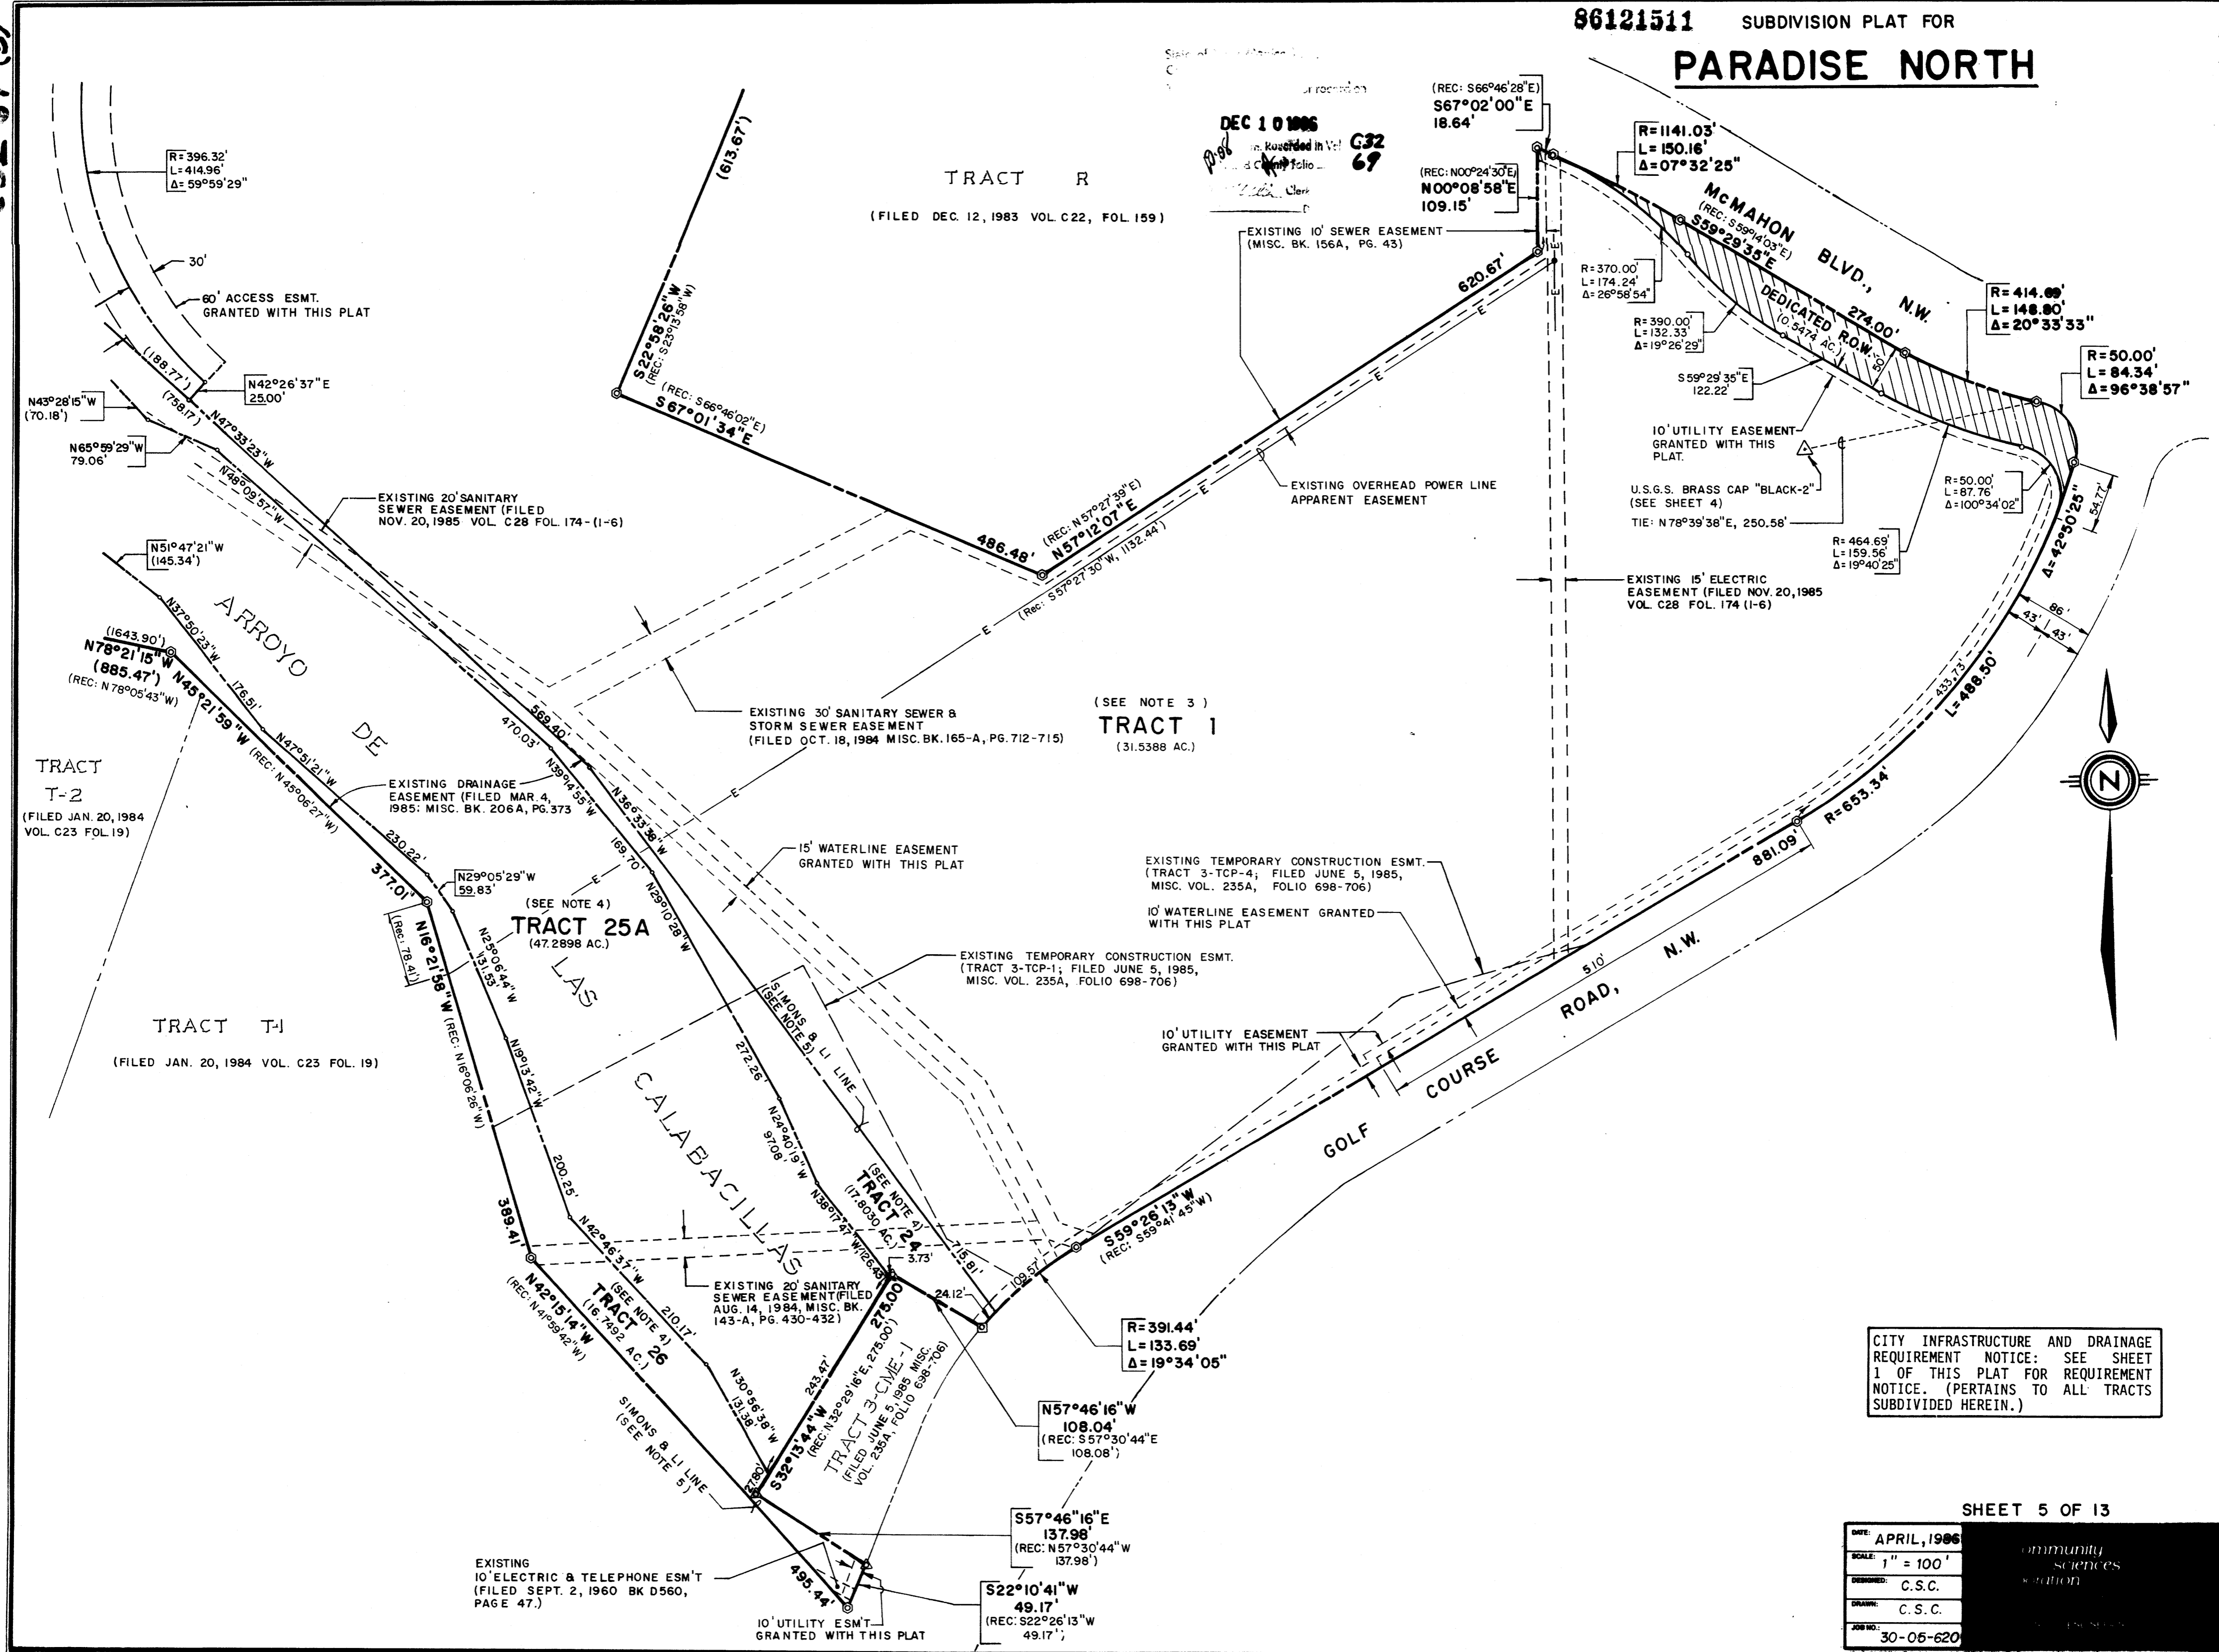 86121511 SUBDIVISION PLAT FOR
PARADISE NORTH
DEC 10 1986
Recorded in Vol G32
Folio 69
Clerk
R=396.32'
L=414.96'
Δ=59°59'29"
30'
60' ACCESS ESMT.
GRANTED WITH THIS PLAT
(188.77')
(758.17')
N42°26'37"E
25.00'
N43°28'15"W
(70.18')
N65°59'29"W
79.06'
N47°33'23"W
N48°09'57"W
EXISTING 20' SANITARY
SEWER EASEMENT (FILED
NOV. 20, 1985 VOL. C28 FOL. 174-(1-6)
N51°47'21"W
(145.34')
N37°50'23"W
176.51'
ARROYO
DE
LAS
CALABACILLAS
(1643.90')
N78°21'15"W
(885.47')
(REC: N78°05'43"W)
N45°21'59"W
(REC: N45°06'27"W)
377.01'
N47°51'21"W
230.22'
TRACT
T-2
(FILED JAN. 20, 1984
VOL. C23 FOL. 19)
EXISTING DRAINAGE
EASEMENT (FILED MAR. 4,
1985: MISC. BK. 206A, PG. 373
N29°05'29"W
59.83'
(SEE NOTE 4)
TRACT 25A
(47.2898 AC.)
N16°21'58"W
(Rec: 78.41')
(REC: N16°06'26"W)
389.41'
N25°06'44"W
131.53'
N19°13'42"W
200.25'
TRACT T-1
(FILED JAN. 20, 1984 VOL. C23 FOL. 19)
(613.67')
S22°58'26"W
(REC: S23°13'58"W)
(REC: S66°46'02"E)
S67°01'34"E
486.48'
TRACT R
(FILED DEC. 12, 1983 VOL. C22, FOL. 159)
(REC: N57°27'39"E)
N57°12'07"E
(Rec: S57°27'30"W, 1132.44')
620.67'
EXISTING 10' SEWER EASEMENT
(MISC. BK. 156A, PG. 43)
EXISTING OVERHEAD POWER LINE
APPARENT EASEMENT
(REC: S66°46'28"E)
S67°02'00"E
18.64'
(REC: N00°24'30"E)
N00°08'58"E
109.15'
R=1141.03'
L=150.16'
Δ=07°32'25"
McMAHON BLVD., N.W.
(REC: S59°14'03"E)
S59°29'35"E
274.00'
DEDICATED R.O.W.
(0.5474 AC.)
50'
R=370.00'
L=174.24'
Δ=26°58'54"
R=390.00'
L=132.33'
Δ=19°26'29"
S59°29'35"E
122.22'
R=414.69'
L=148.80'
Δ=20°33'33"
R=50.00'
L=84.34'
Δ=96°38'57"
10' UTILITY EASEMENT
GRANTED WITH THIS
PLAT.
U.S.G.S. BRASS CAP "BLACK-2"
(SEE SHEET 4)
TIE: N78°39'38"E, 250.58'
R=50.00'
L=87.76'
Δ=100°34'02"
R=464.69'
L=159.56'
Δ=19°40'25"
54.77'
Δ=42°50'25"
86'
43' 43'
433.73'
L=488.50'
R=653.34'
EXISTING 15' ELECTRIC
EASEMENT (FILED NOV. 20, 1985
VOL. C28 FOL. 174 (1-6)
EXISTING 30' SANITARY SEWER &
STORM SEWER EASEMENT
(FILED OCT. 18, 1984 MISC. BK. 165-A, PG. 712-715)
(SEE NOTE 3)
TRACT 1
(31.5388 AC.)
569.40'
470.03'
N39°14'55"W
169.70'
N36°33'38"W
N29°10'28"W
272.26'
N24°40'19"W
97.08'
N38°17'47"W
(126.43')
15' WATERLINE EASEMENT
GRANTED WITH THIS PLAT
EXISTING TEMPORARY CONSTRUCTION ESMT.
(TRACT 3-TCP-4; FILED JUNE 5, 1985,
MISC. VOL. 235A, FOLIO 698-706)
10' WATERLINE EASEMENT GRANTED
WITH THIS PLAT
EXISTING TEMPORARY CONSTRUCTION ESMT.
(TRACT 3-TCP-1; FILED JUNE 5, 1985,
MISC. VOL. 235A, FOLIO 698-706)
10' UTILITY EASEMENT
GRANTED WITH THIS PLAT
881.09'
510'
GOLF COURSE ROAD, N.W.
S59°26'13"W
(REC: S59°41'45"W)
SIMONS & LI LINE
(SEE NOTE 5)
(SEE NOTE 4)
TRACT 24
(17.8030 AC.)
3.73'
715.81'
24.12'
109.57'
R=391.44'
L=133.69'
Δ=19°34'05"
N57°46'16"W
108.04'
(REC: S57°30'44"E
108.08')
EXISTING 20' SANITARY
SEWER EASEMENT (FILED
AUG. 14, 1984, MISC. BK.
143-A, PG. 430-432)
N42°46'37"W
210.17'
(SEE NOTE 4)
TRACT 26
(16.7492 AC.)
N42°15'14"W
(REC: N41°59'42"W)
N30°56'38"W
131.38'
275.00'
243.47'
27.80'
S32°13'44"W
(REC: N32°29'16"E, 275.00')
TRACT 3-CME-1
(FILED JUNE 5, 1985 MISC.
VOL. 235A, FOLIO 698-706)
SIMONS & LI LINE
(SEE NOTE 5)
S57°46'16"E
137.98'
(REC: N57°30'44"W
137.98')
S22°10'41"W
49.17'
(REC: S22°26'13"W
49.17')
495.44'
EXISTING
10' ELECTRIC & TELEPHONE ESM'T
(FILED SEPT. 2, 1960 BK D560,
PAGE 47.)
10' UTILITY ESM'T
GRANTED WITH THIS PLAT
N
CITY INFRASTRUCTURE AND DRAINAGE
REQUIREMENT NOTICE: SEE SHEET
1 OF THIS PLAT FOR REQUIREMENT
NOTICE. (PERTAINS TO ALL TRACTS
SUBDIVIDED HEREIN.)
SHEET 5 OF 13
DATE: APRIL, 1986
SCALE: 1" = 100'
DESIGNED: C.S.C.
DRAWN: C.S.C.
JOB NO.: 30-05-620
sciences